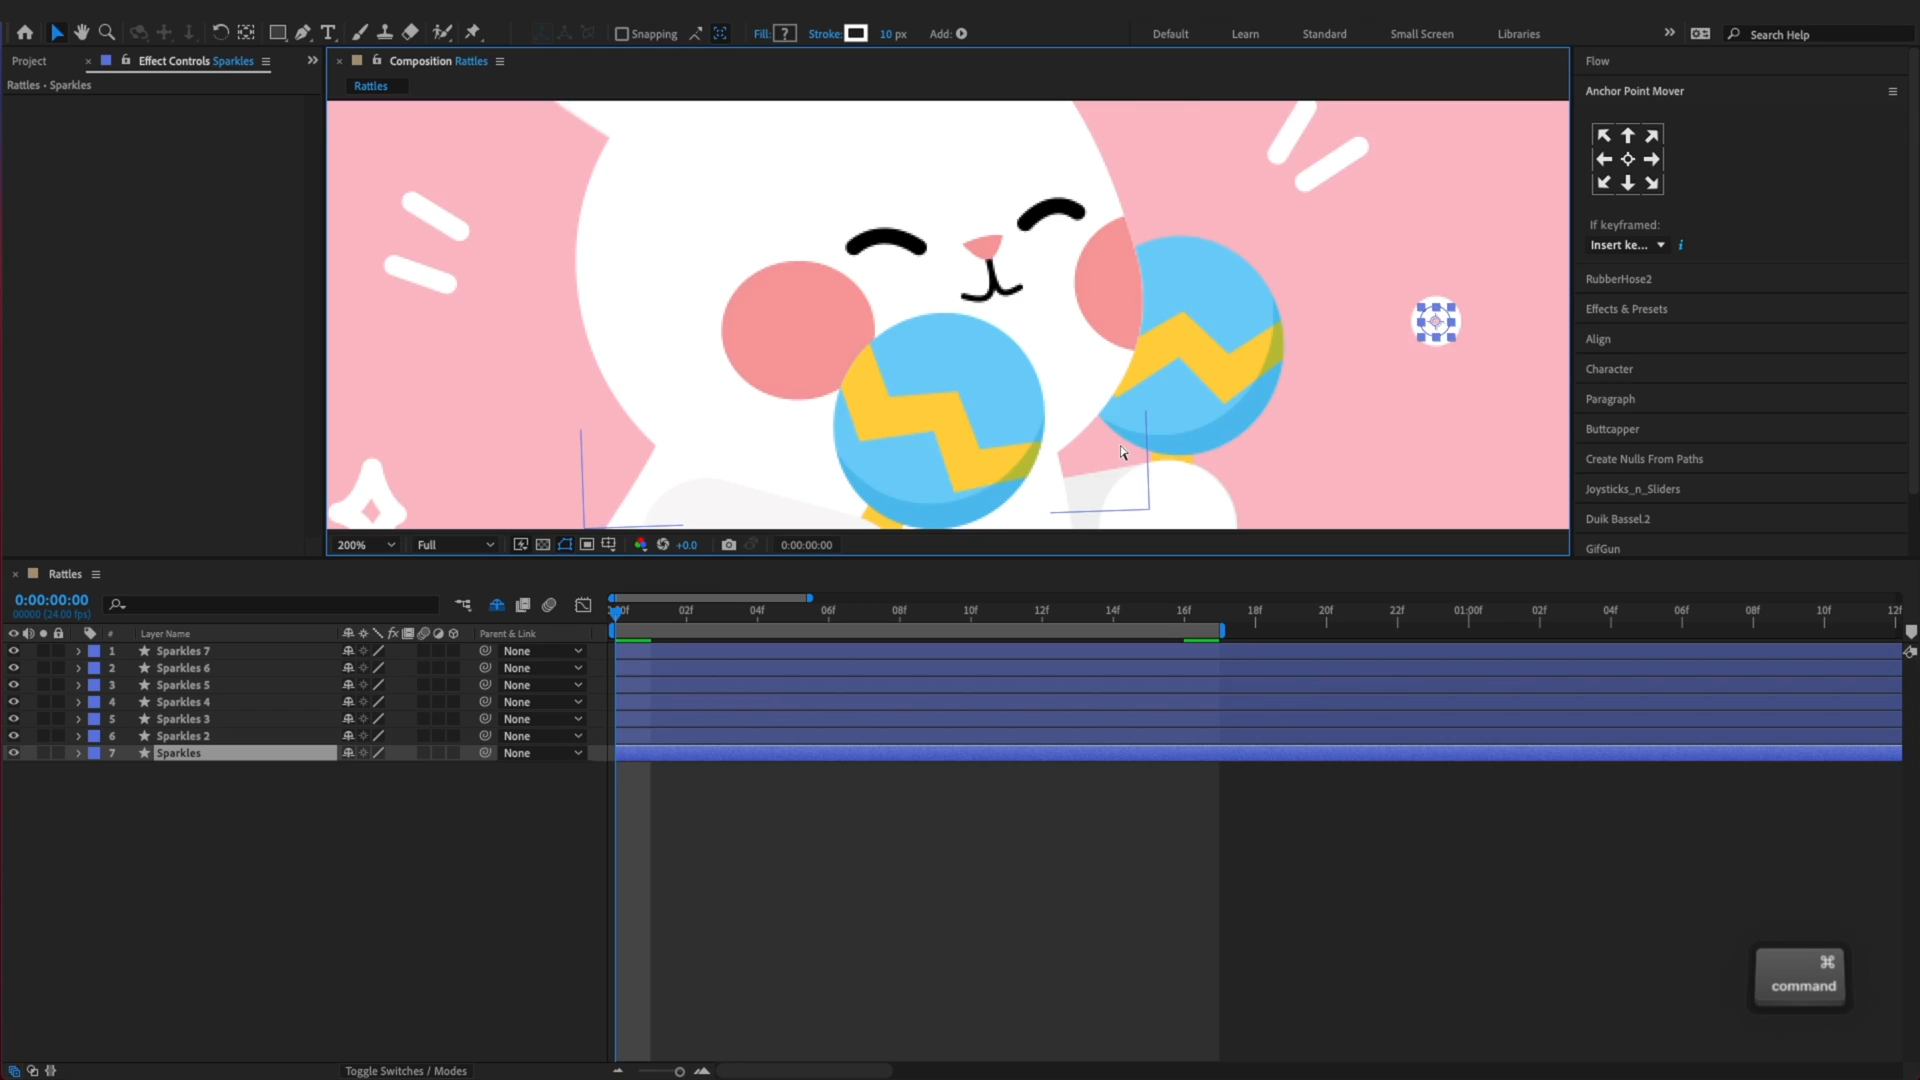 Snapping
Fill: ?
Stroke:
10 px
Add:
Default
Learn
Standard
Small Screen
Libraries
Search Help
Project
Effect Controls Sparkles
Composition Rattles
Flow
Rattles • Sparkles
Rattles
Anchor Point Mover
If keyframed:
Insert ke...
RubberHose2
Effects & Presets
Align
Character
Paragraph
Buttcapper
Create Nulls From Paths
Joysticks_n_Sliders
Duik Bassel.2
GifGun
200%
Full
+0.0
0:00:00:00
Rattles
0:00:00:00
00000 (24.00 fps)
02f 04f 06f 08f 10f 12f 14f 16f 18f 20f 22f 01:00f 02f 04f 06f 08f 10f 12f
# Layer Name
Parent & Link
1 Sparkles 7 None
2 Sparkles 6 None
3 Sparkles 5 None
4 Sparkles 4 None
5 Sparkles 3 None
6 Sparkles 2 None
7 Sparkles None
⌘
command
Toggle Switches / Modes